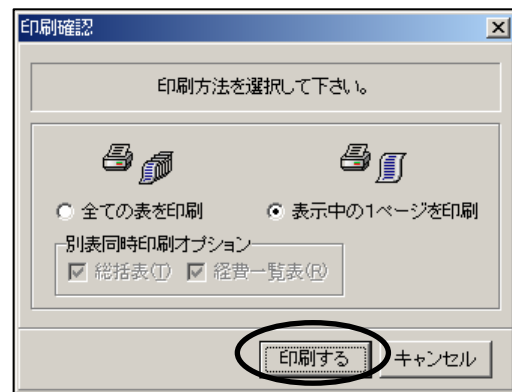 印刷確認
印刷方法を選択して下さい。
全ての表を印刷 表示中の1ページを印刷
別表同時印刷オプション
総括表(T) 経費一覧表(R)
印刷する キャンセル